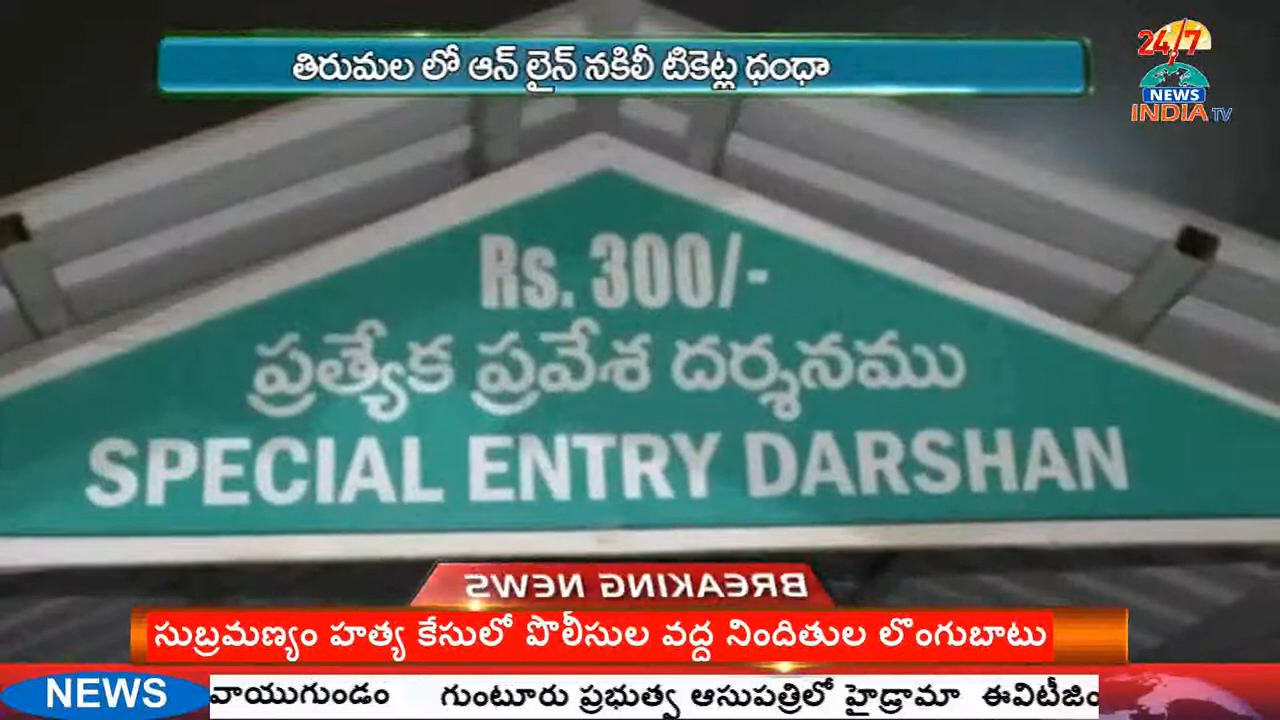 తిరుమల లో ఆన్ లైన్ నకిలీ టికెట్ల ధంధా
24/7
NEWS
INDIA TV
Rs. 300/-
ప్రత్యేక ప్రవేశ దర్శనము
SPECIAL ENTRY DARSHAN
BREAKING NEWS
సుబ్రమణ్యం హత్య కేసులో పొలీసుల వద్ద నిందితుల లొంగుబాటు
NEWS వాయుగుండం గుంటూరు ప్రభుత్వ ఆసుపత్రిలో హైడ్రామా